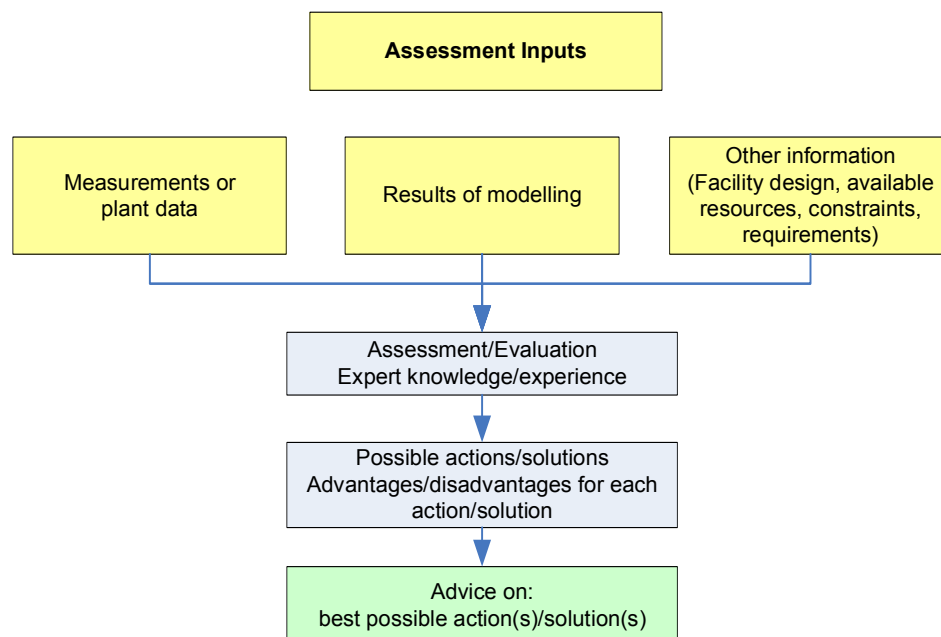 Assessment Inputs
Measurements or
plant data
Results of modelling
Other information
(Facility design, available
resources, constraints,
requirements)
Assessment/Evaluation
Expert knowledge/experience
Possible actions/solutions
Advantages/disadvantages for each
action/solution
Advice on:
best possible action(s)/solution(s)